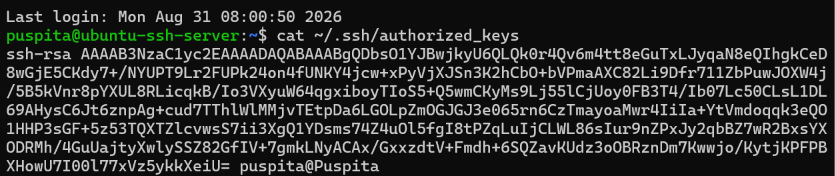 Last login: Mon Aug 31 08:00:50 2026
puspita@ubuntu-ssh-server:~$ cat ~/.ssh/authorized_keys
ssh-rsa AAAAB3NzaC1yc2EAAAADAQABAAABgQDbsO1YJBwjkyU6QLQk0r4Qv6m4tt8eGuTxLJyqaN8eQIhgkCeD
8wGjE5CKdy7+/NYUPT9Lr2FUPk24on4fUNKY4jcw+xPyVjXJSn3K2hCbO+bVPmaAXC82Li9Dfr711ZbPuwJOXW4j
/5B5kVnr8pYXUL8RLicqkB/Io3VXyuW64qgxiboyTIoS5+Q5wmCKyMs9Lj55lCjUoy0FB3T4/Ib07Lc50CLsL1DL
69AHysC6Jt6znpAg+cud7TThlWlMMjvTEtpDa6LGOLpZmOGJGJ3e065rn6CzTmayoaMwr4IiIa+YtVmdoqqk3eQO
1HHP3sGF+5z53TQXTZlcvwsS7ii3XgQ1YDsms74Z4uOl5fgI8tPZqLuIjCLWL86sIur9nZPxJy2qbBZ7wR2BxsYX
ODRMh/4GuUajtyXwlySSZ82GfIV+7gmkLNyACAx/GxxzdtV+Fmdh+6SQZavKUdz3oOBRznDm7Kwwjo/KytjKPFPB
XHowU7I00l77xVz5ykkXeiU= puspita@Puspita